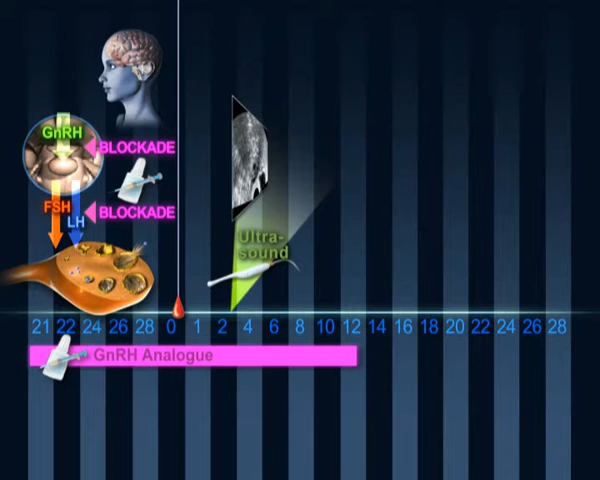 GnRH
BLOCKADE
FSH
LH
BLOCKADE
Ultra-
sound
21 22 24 26 28 0 1 2 4 6 8 10 12 14 16 18 20 22 24 26 28
GnRH Analogue